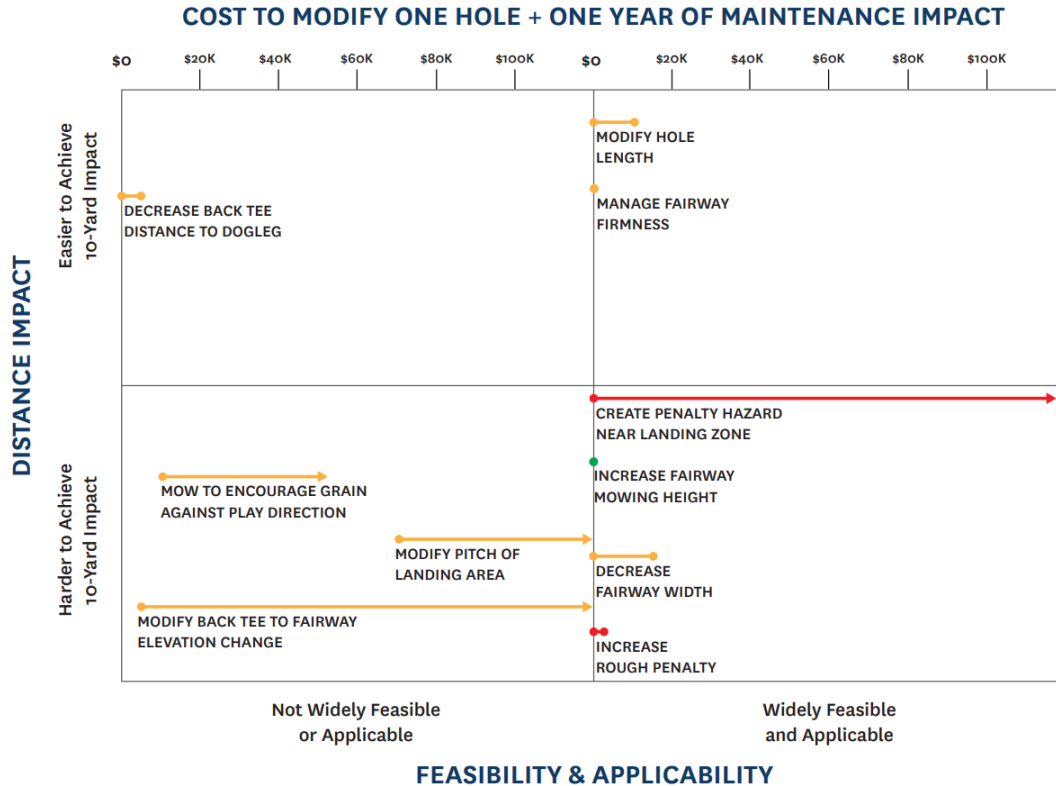 COST TO MODIFY ONE HOLE + ONE YEAR OF MAINTENANCE IMPACT
$0 $20K $40K $60K $80K $100K $0 $20K $40K $60K $80K $100K
DISTANCE IMPACT
Easier to Achieve
10-Yard Impact
MODIFY HOLE
LENGTH
DECREASE BACK TEE
DISTANCE TO DOGLEG
MANAGE FAIRWAY
FIRMNESS
Harder to Achieve
10-Yard Impact
CREATE PENALTY HAZARD
NEAR LANDING ZONE
MOW TO ENCOURAGE GRAIN
AGAINST PLAY DIRECTION
INCREASE FAIRWAY
MOWING HEIGHT
MODIFY PITCH OF
LANDING AREA
DECREASE
FAIRWAY WIDTH
MODIFY BACK TEE TO FAIRWAY
ELEVATION CHANGE
INCREASE
ROUGH PENALTY
Not Widely Feasible
or Applicable
Widely Feasible
and Applicable
FEASIBILITY & APPLICABILITY